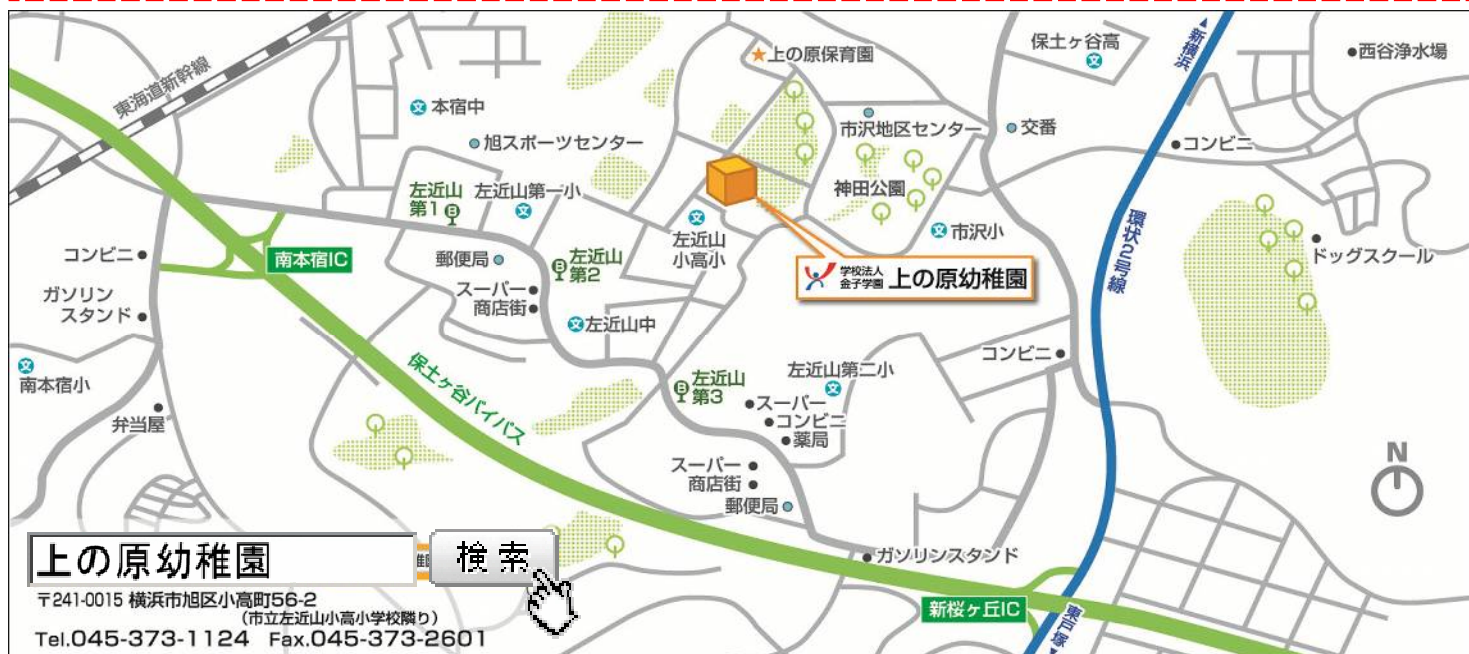 東海道新幹線
本宿中
旭スポーツセンター
上の原保育園
保土ヶ谷高
▲新横浜
西谷浄水場
市沢地区センター
交番
コンビニ
左近山
第1
左近山第一小
神田公園
左近山
小高小
市沢小
環状2号線
ドッグスクール
コンビニ
南本宿IC
郵便局
左近山
第2
学校法人
金子学園
上の原幼稚園
ガソリン
スタンド
スーパー
商店街
左近山中
南本宿小
保土ヶ谷バイパス
左近山
第3
左近山第二小
コンビニ
弁当屋
スーパー
コンビニ
薬局
スーパー
商店街
郵便局
N
ガソリンスタンド
新桜ヶ丘IC
東戸塚▼
上の原幼稚園
検索
〒241-0015 横浜市旭区小高町56-2
(市立左近山小高小学校隣り)
Tel.045-373-1124 Fax.045-373-2601